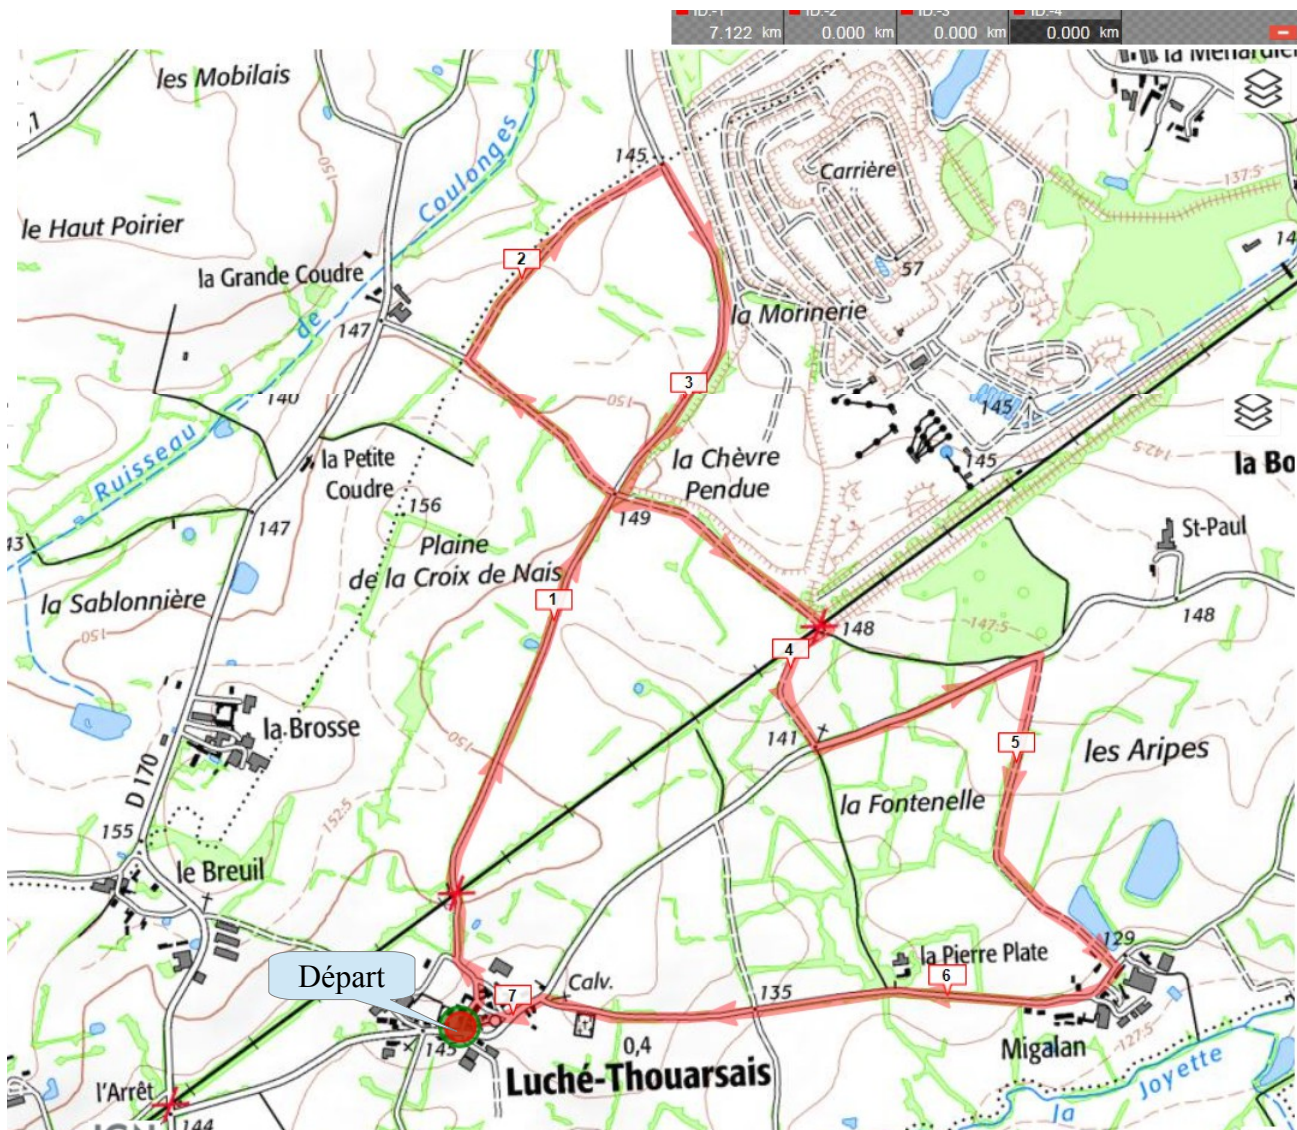 ID:-1 ID:-2 ID:-3 ID:-4
7.122 km 0.000 km 0.000 km 0.000 km
les Mobilais
la Ménardière
Coulonges
150
145
Carrière
137.5
le Haut Poirier
2
57
la Grande Coudre
de
la Morinerie
147
3
150
145
140
Ruisseau
la Petite
Coudre
la Chèvre
Pendue
145
142.5
la Bo
156
149
147
St-Paul
43
Plaine
de la Croix de Nais
la Sablonnière
1
148
147.5
148
150
4
la Brosse
141
5
les Aripes
150
D 170
la Fontenelle
152.5
155
le Breuil
129
la Pierre Plate
Départ
Calv.
7
135
6
145
0,4
Migalan
127.5
Luché-Thouarsais
l'Arrêt
la Joyette
144
IGN